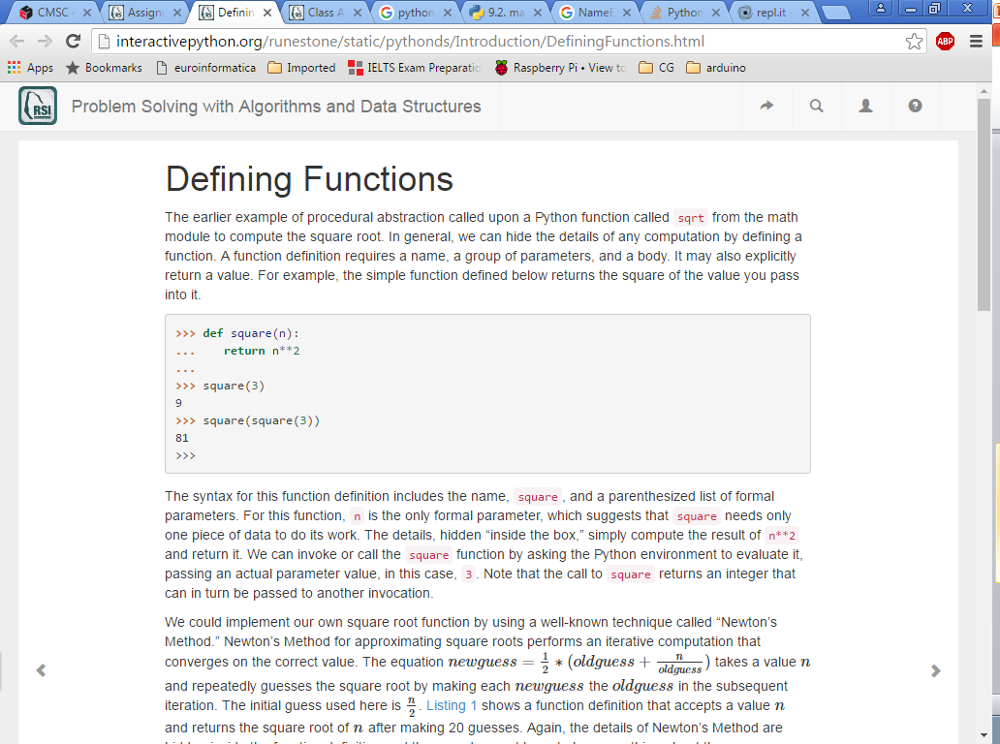 CMSC
Assign
Definin
Class A
python
9.2. ma
NameE
Python
repl.it -
interactivepython.org/runestone/static/pythonds/Introduction/DefiningFunctions.html
ABP
Apps Bookmarks euroinformatica Imported IELTS Exam Preparatio Raspberry Pi • View to CG arduino
RSI
Problem Solving with Algorithms and Data Structures
Defining Functions
The earlier example of procedural abstraction called upon a Python function called sqrt from the math
module to compute the square root. In general, we can hide the details of any computation by defining a
function. A function definition requires a name, a group of parameters, and a body. It may also explicitly
return a value. For example, the simple function defined below returns the square of the value you pass
into it.
>>> def square(n):
...    return n**2
...
>>> square(3)
9
>>> square(square(3))
81
>>>
The syntax for this function definition includes the name, square , and a parenthesized list of formal
parameters. For this function, n is the only formal parameter, which suggests that square needs only
one piece of data to do its work. The details, hidden “inside the box,” simply compute the result of n**2
and return it. We can invoke or call the square function by asking the Python environment to evaluate it,
passing an actual parameter value, in this case, 3 . Note that the call to square returns an integer that
can in turn be passed to another invocation.
We could implement our own square root function by using a well-known technique called “Newton’s
Method.” Newton’s Method for approximating square roots performs an iterative computation that
converges on the correct value. The equation newguess = 1/2 * (oldguess + n/oldguess) takes a value n
and repeatedly guesses the square root by making each newguess the oldguess in the subsequent
iteration. The initial guess used here is n/2. Listing 1 shows a function definition that accepts a value n
and returns the square root of n after making 20 guesses. Again, the details of Newton’s Method are